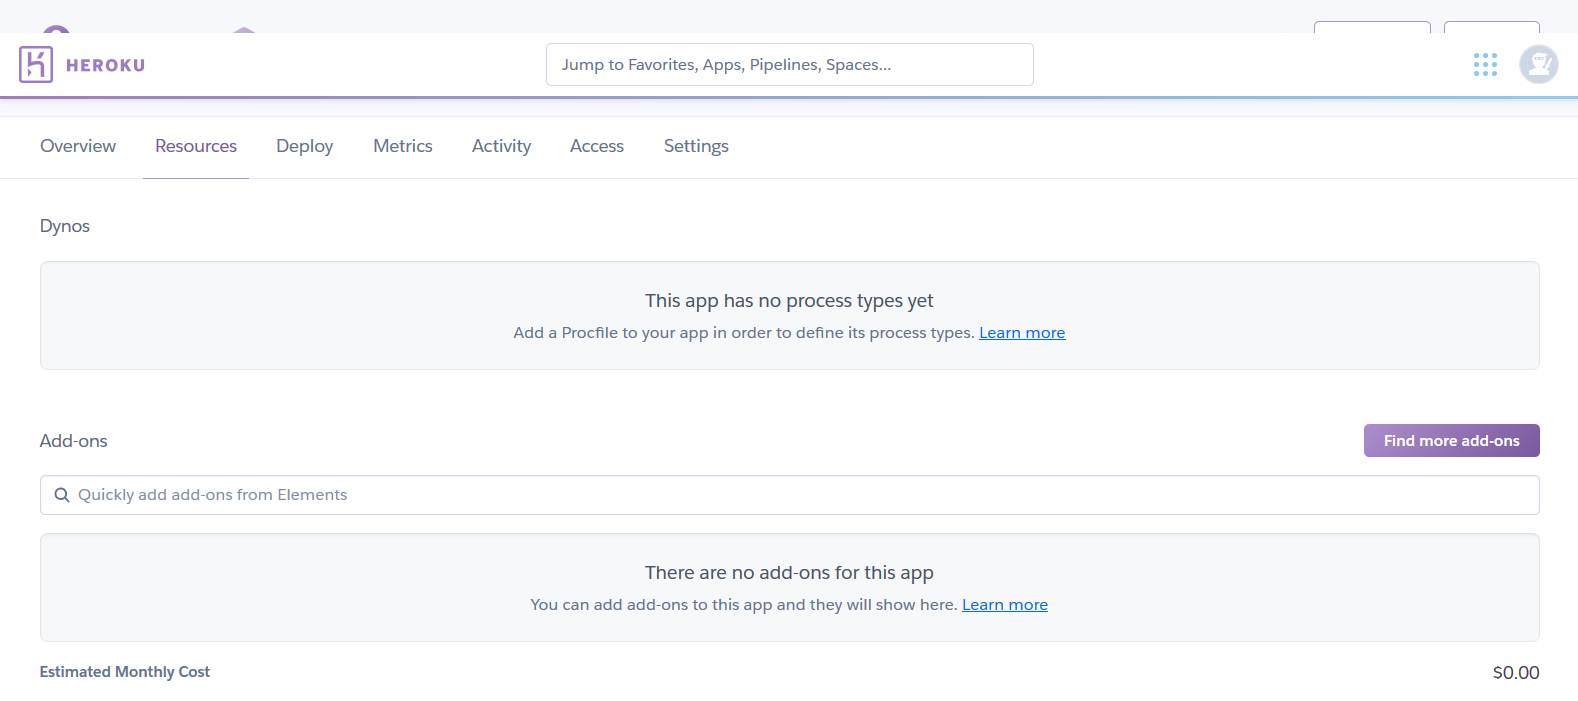 HEROKU
Jump to Favorites, Apps, Pipelines, Spaces...
Overview Resources Deploy Metrics Activity Access Settings
Dynos
This app has no process types yet
Add a Procfile to your app in order to define its process types. Learn more
Add-ons
Find more add-ons
Quickly add add-ons from Elements
There are no add-ons for this app
You can add add-ons to this app and they will show here. Learn more
Estimated Monthly Cost
$0.00